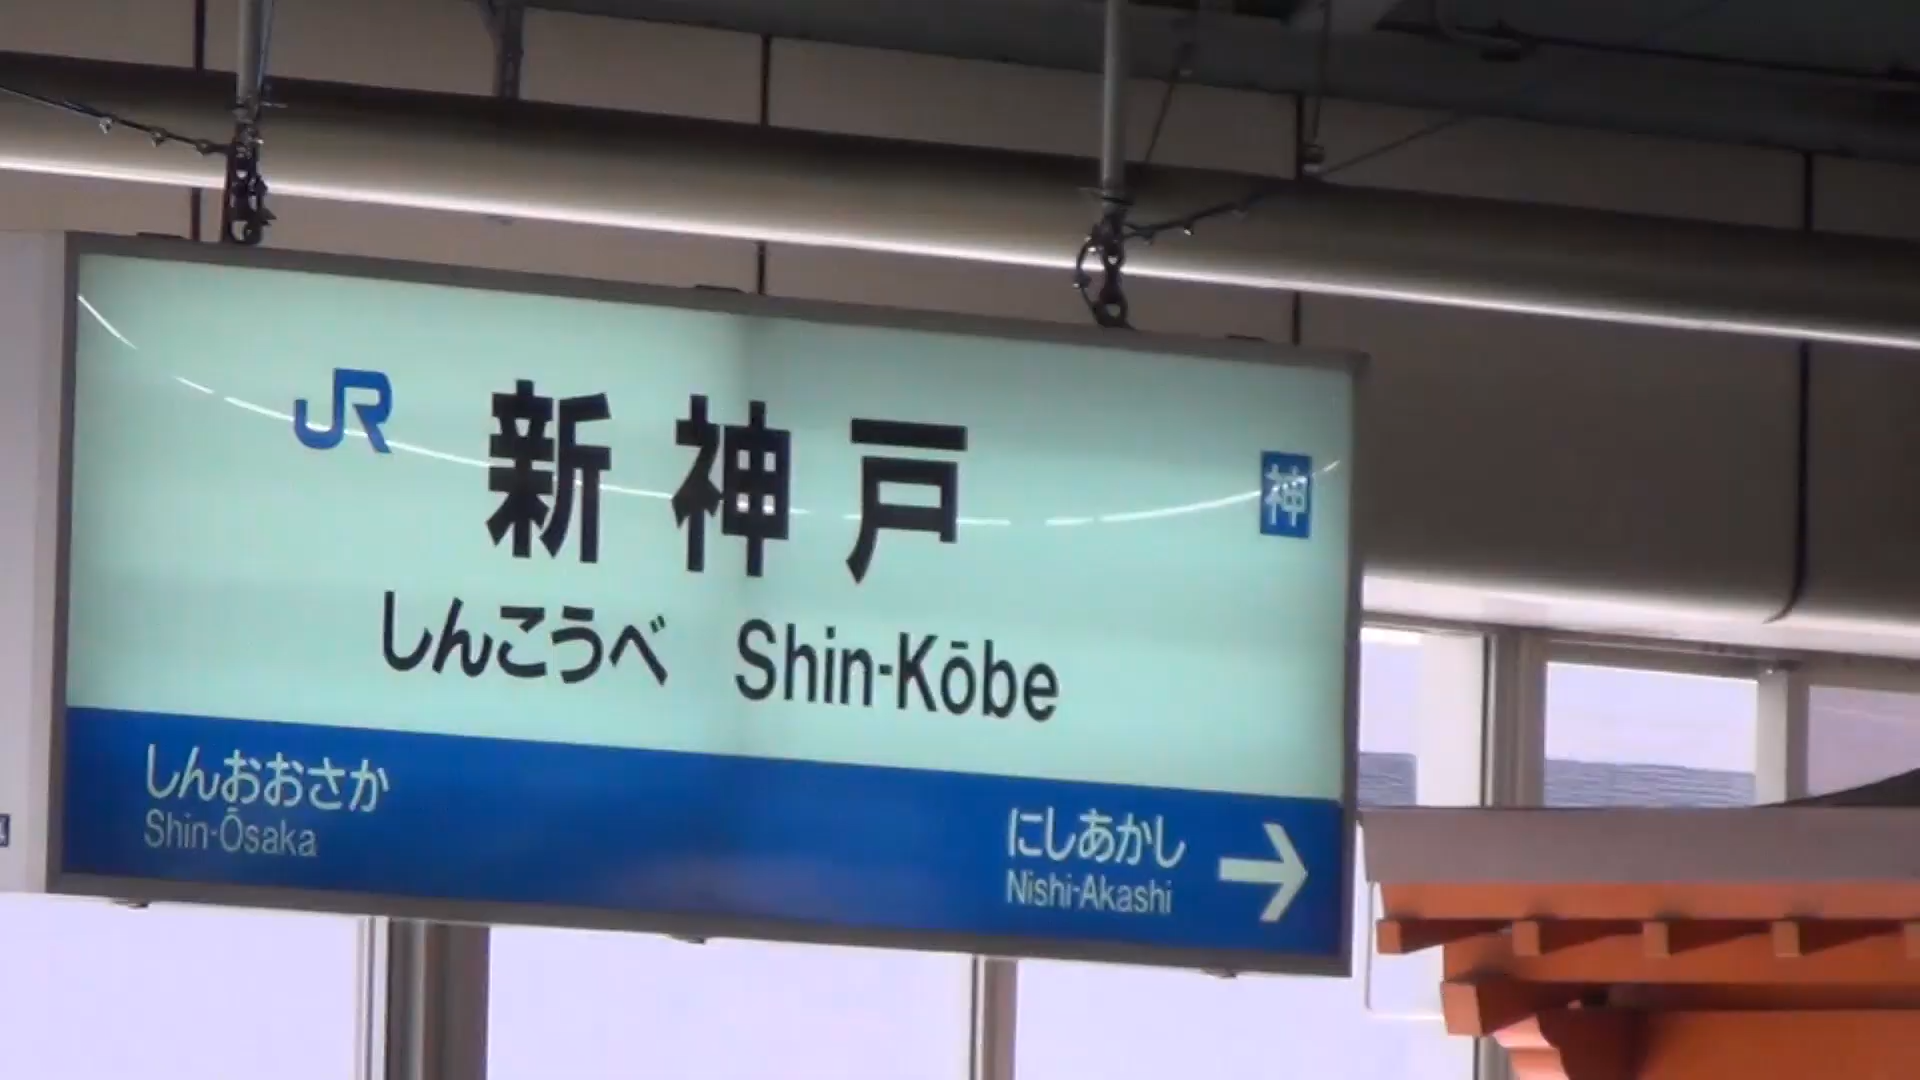 JR 新神戸 神
しんこうべ Shin-Kōbe
しんおおさか
Shin-Ōsaka
にしあかし →
Nishi-Akashi